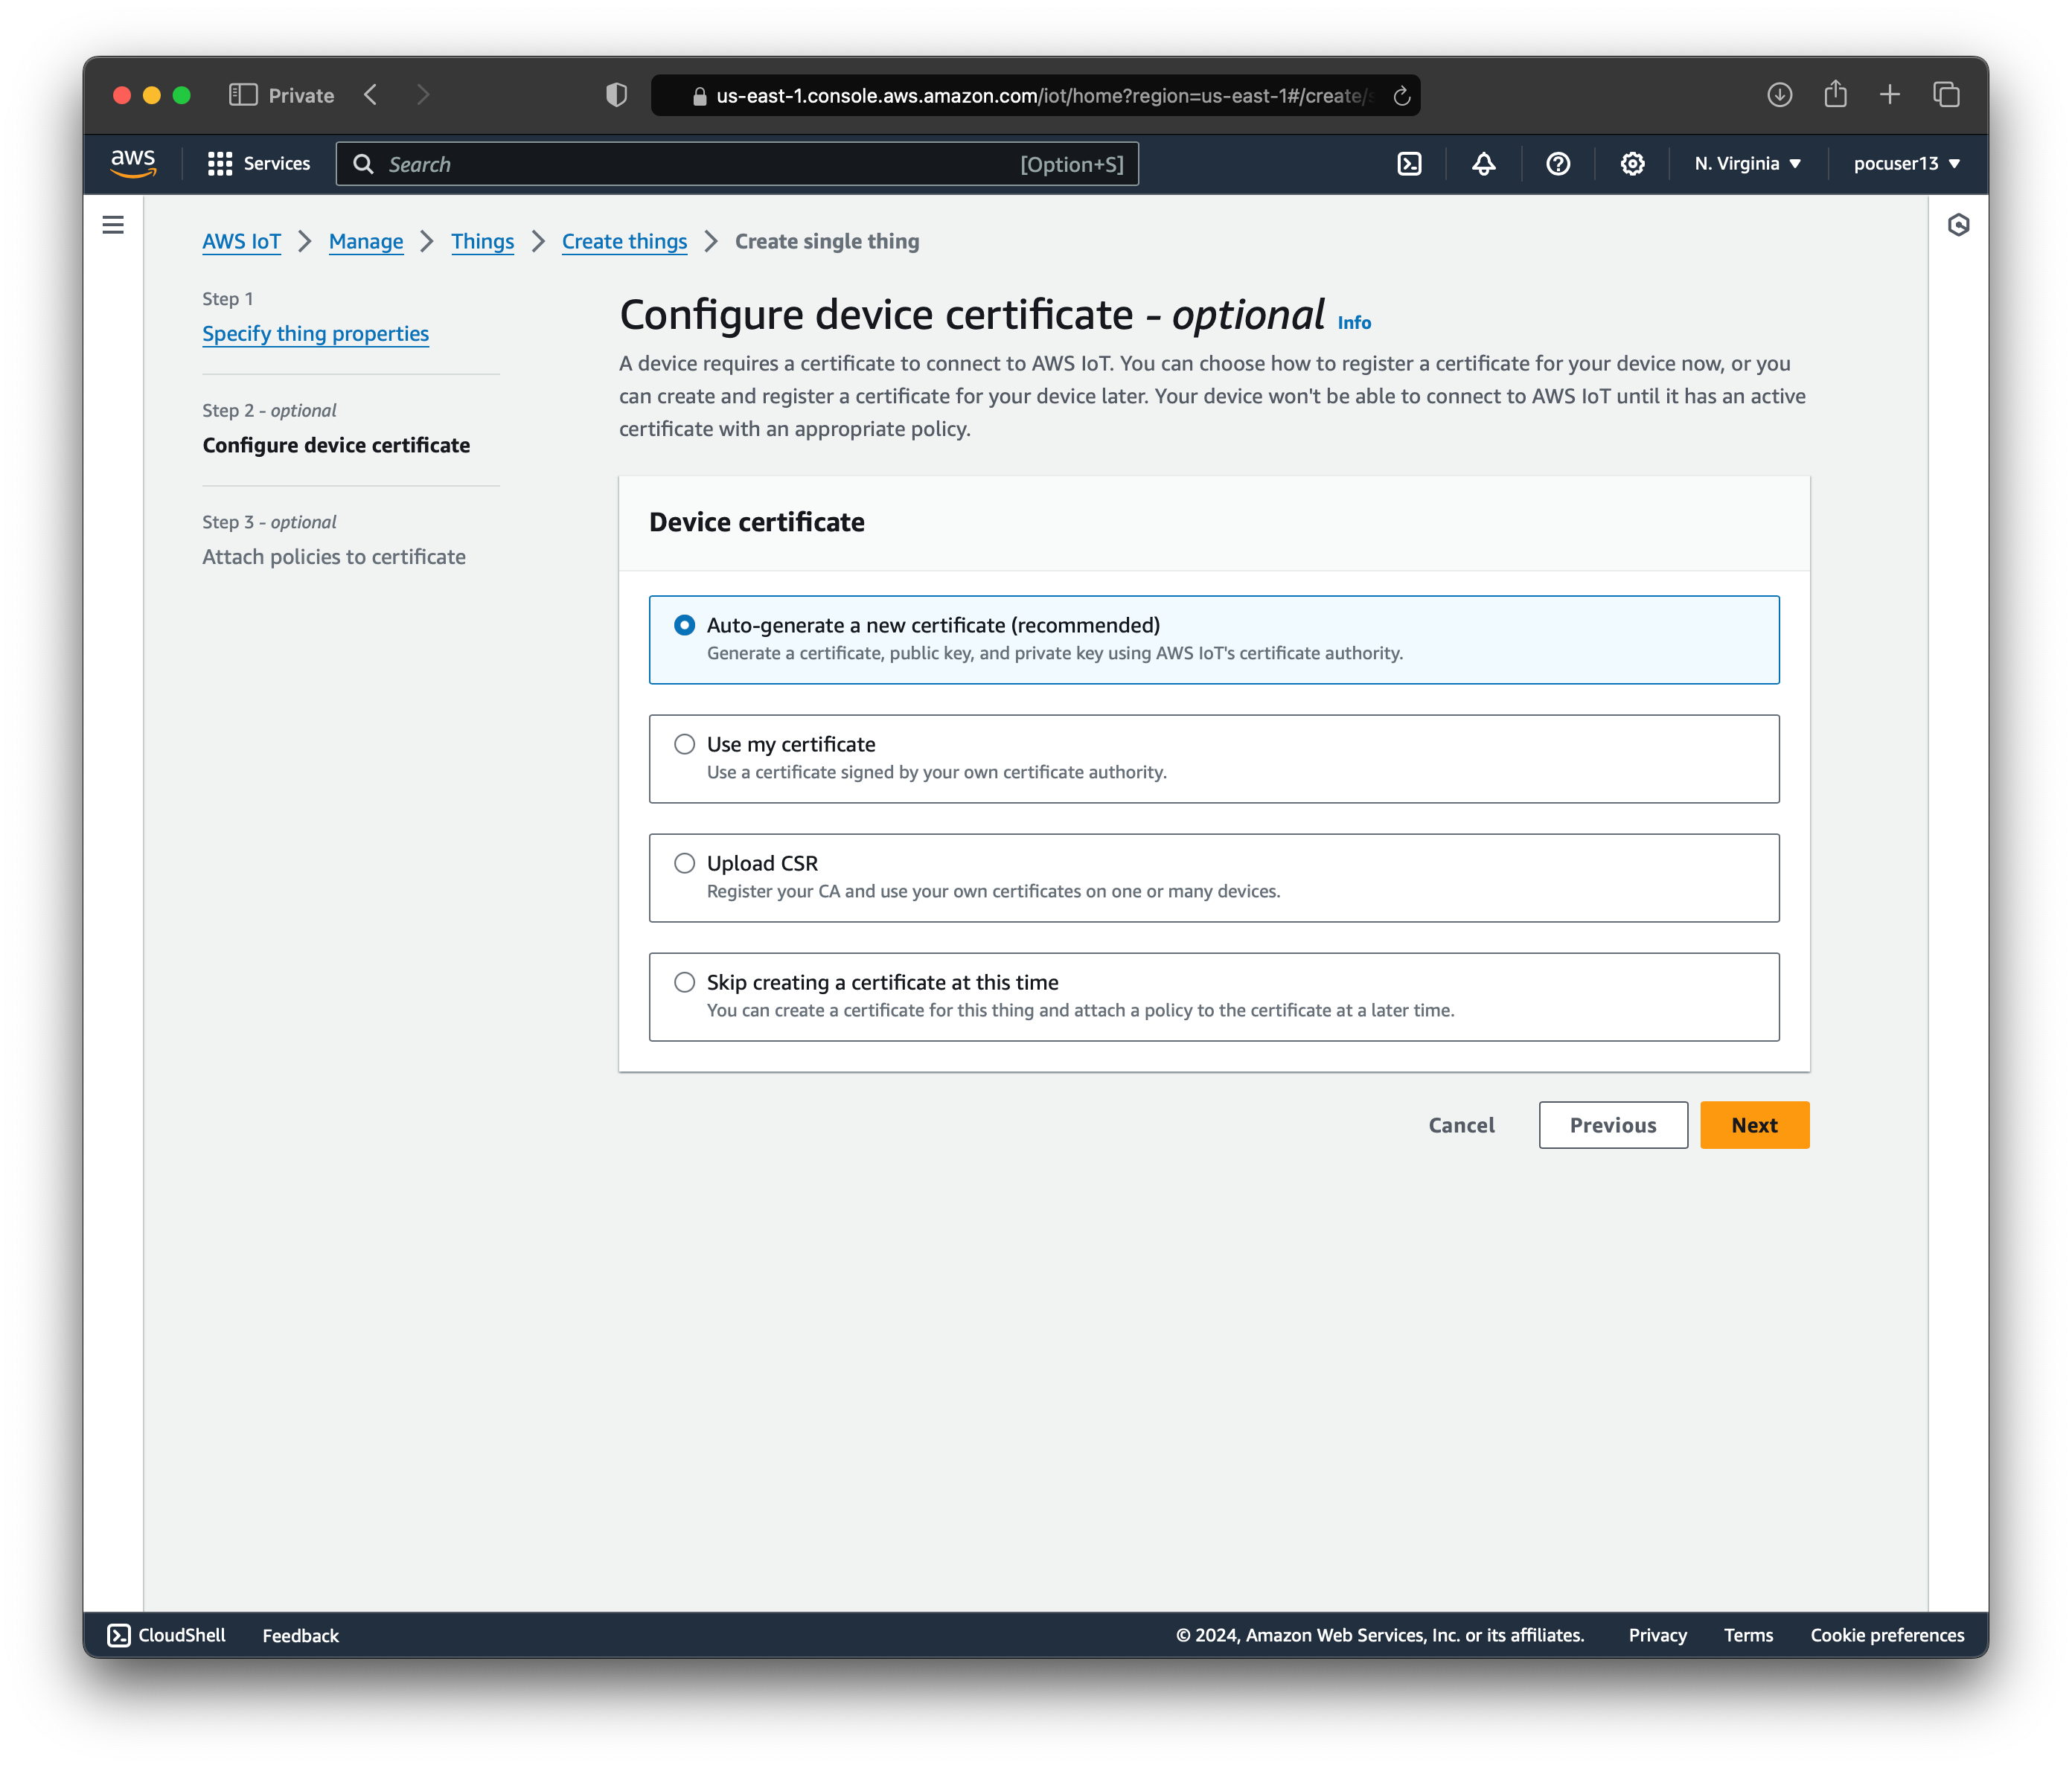 Private
us-east-1.console.aws.amazon.com/iot/home?region=us-east-1#/create/
aws
Services
Search
[Option+S]
N. Virginia
pocuser13
AWS IoT
Manage
Things
Create things
Create single thing
Step 1
Specify thing properties
Step 2 - optional
Configure device certificate
Step 3 - optional
Attach policies to certificate
Configure device certificate - optional Info
A device requires a certificate to connect to AWS IoT. You can choose how to register a certificate for your device now, or you
can create and register a certificate for your device later. Your device won't be able to connect to AWS IoT until it has an active
certificate with an appropriate policy.
Device certificate
Auto-generate a new certificate (recommended)
Generate a certificate, public key, and private key using AWS IoT's certificate authority.
Use my certificate
Use a certificate signed by your own certificate authority.
Upload CSR
Register your CA and use your own certificates on one or many devices.
Skip creating a certificate at this time
You can create a certificate for this thing and attach a policy to the certificate at a later time.
Cancel
Previous
Next
CloudShell
Feedback
© 2024, Amazon Web Services, Inc. or its affiliates.
Privacy
Terms
Cookie preferences